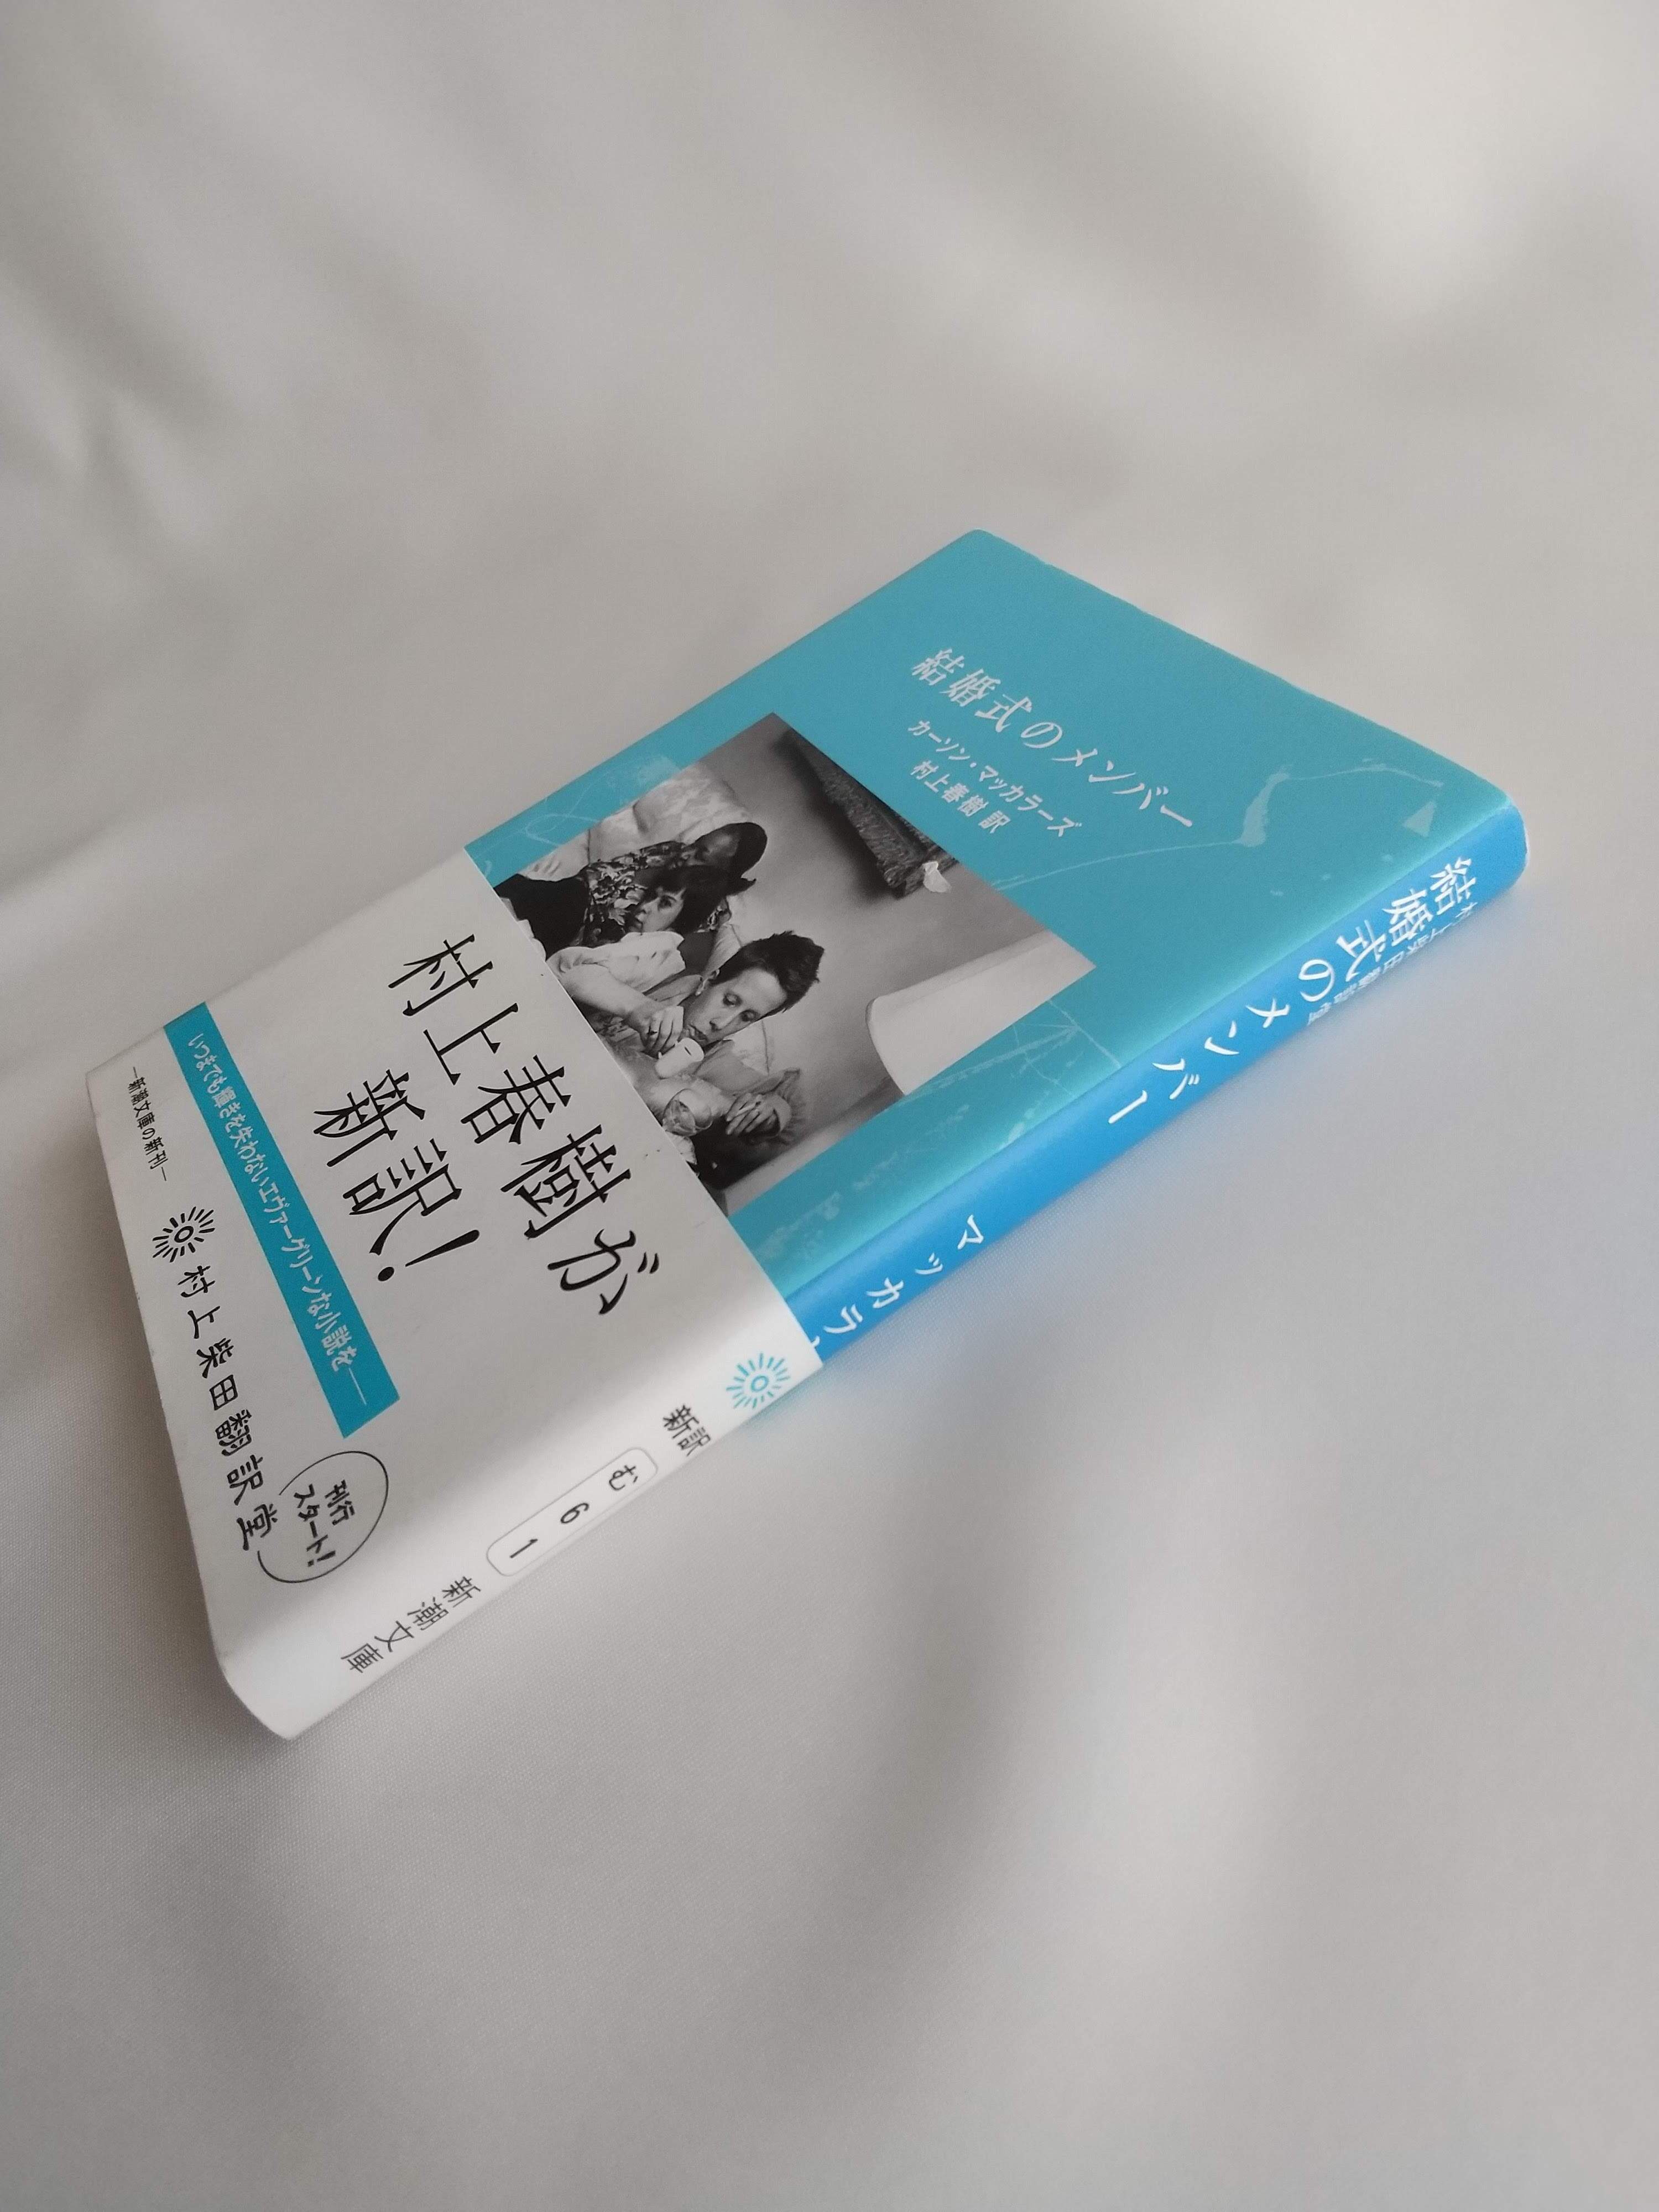 結婚式のメンバー
カーソン・マッカラーズ
村上春樹 訳
村上春樹が
新訳!
いつまでも輝きを失わないエヴァーグリーンな小説を——
—新潮文庫の新刊—
村上柴田翻訳堂
刊行
スタート!
結婚式のメンバー
マッカラ
新訳
む 6 1
新潮文庫